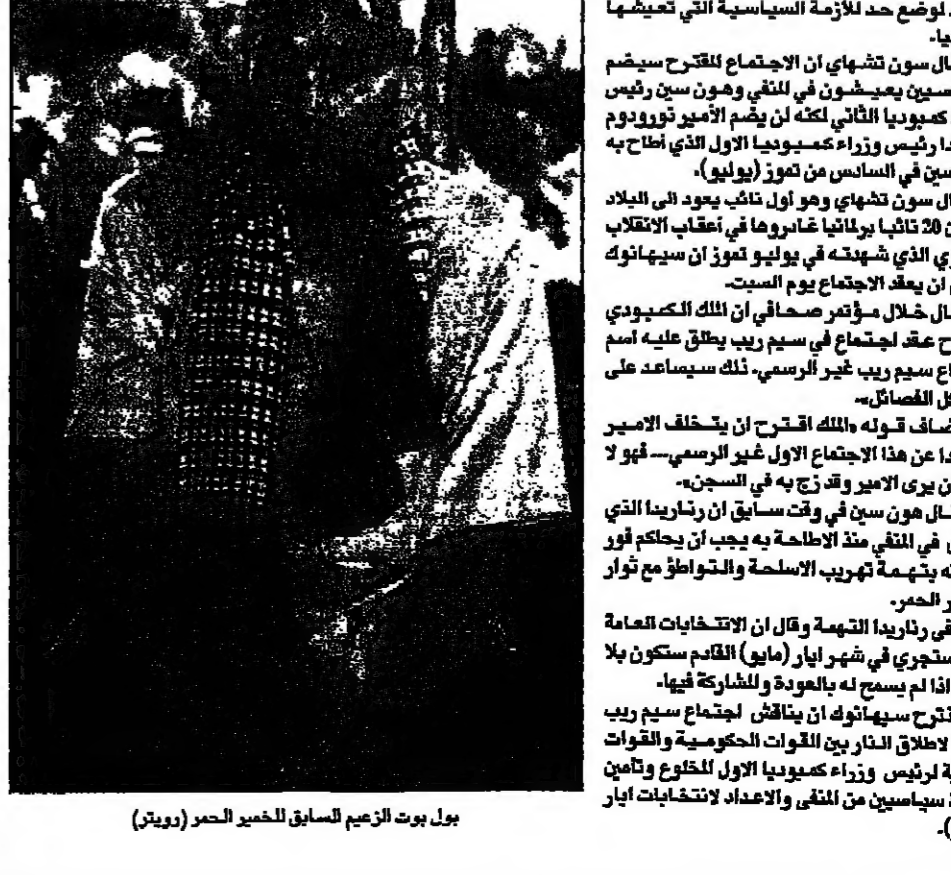 لوضع حد للأزمة السياسية التي تعيشها
يا.
ال سون تشهاي ان الاجتماع المقترح سيضم
سيين يعيشون في المنفي وهون سين رئيس
كمبوديا الثاني لكنه لن يضم الأمير نورودوم
دا رئيس وزراء كمبوديا الاول الذي أطاح به
سين في السادس من تموز (يوليو).
ال سون تشهاي وهو أول نائب يعود الى البلاد
ن 20 نائبا برلمانيا غادروها في أعقاب الانقلاب
ي الذي شهدته في يوليو تموز ان سيهانوك
ان يعقد الاجتماع يوم السبت.
ال خلال مؤتمر صحافي ان الملك الكمبودي
ح عقد اجتماع في سيم ريب يطلق عليه اسم
اع سيم ريب غير الرسمي. ذلك سيساعد على
كل الفصائل».
ضاف قوله «الملك اقترح ان يتخلف الامير
دا عن هذا الاجتماع الاول غير الرسمي... فهو لا
ن يرى الامير وقد زج به في السجن».
ال هون سين في وقت سابق ان رناريدا الذي
في المنفي منذ الاطاحة به يجب ان يحاكم فور
ته بتهمة تهريب الاسلحة والتواطؤ مع ثوار
ر الحمر.
في رناريدا التهمة وقال ان الانتخابات العامة
ستجري في شهر ايار (مايو) القادم ستكون بلا
اذا لم يسمح له بالعودة والمشاركة فيها.
قترح سيهانوك ان يناقش اجتماع سيم ريب
لاطلاق النار بين القوات الحكومية والقوات
ية لرئيس وزراء كمبوديا الاول المخلوع وتأمين
ة سياسيين من المنفى والاعداد لانتخابات ايار
).
بول بوت الزعيم السابق للخمير الحمر (رويتر)